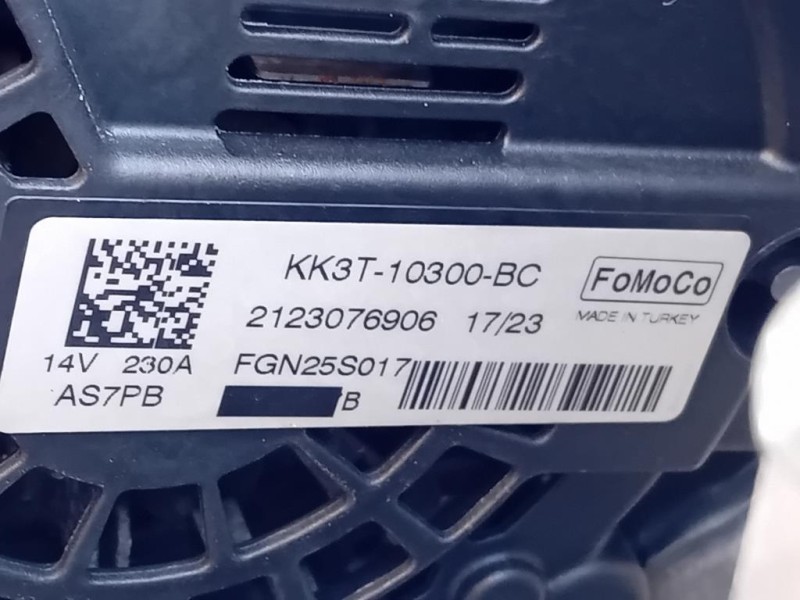 KK3T-10300-BC
FoMoCo
2123076906 17/23
MADE IN TURKEY
14V 230A FGN25S017
AS7PB B